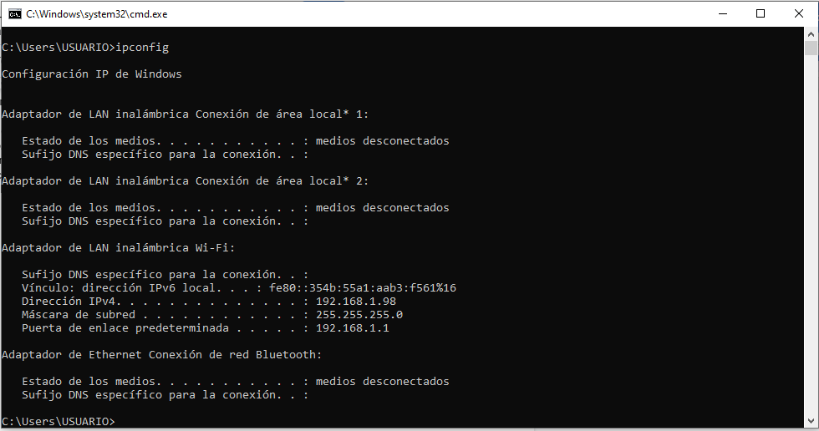 C:\Windows\system32\cmd.exe
C:\Users\USUARIO>ipconfig
Configuración IP de Windows
Adaptador de LAN inalámbrica Conexión de área local* 1:
Estado de los medios. . . . . . . . . . . : medios desconectados
Sufijo DNS específico para la conexión. . :
Adaptador de LAN inalámbrica Conexión de área local* 2:
Estado de los medios. . . . . . . . . . . : medios desconectados
Sufijo DNS específico para la conexión. . :
Adaptador de LAN inalámbrica Wi-Fi:
Sufijo DNS específico para la conexión. . :
Vínculo: dirección IPv6 local. . . : fe80::354b:55a1:aab3:f561%16
Dirección IPv4. . . . . . . . . . . . . . : 192.168.1.98
Máscara de subred . . . . . . . . . . . . : 255.255.255.0
Puerta de enlace predeterminada . . . . . : 192.168.1.1
Adaptador de Ethernet Conexión de red Bluetooth:
Estado de los medios. . . . . . . . . . . : medios desconectados
Sufijo DNS específico para la conexión. . :
C:\Users\USUARIO>